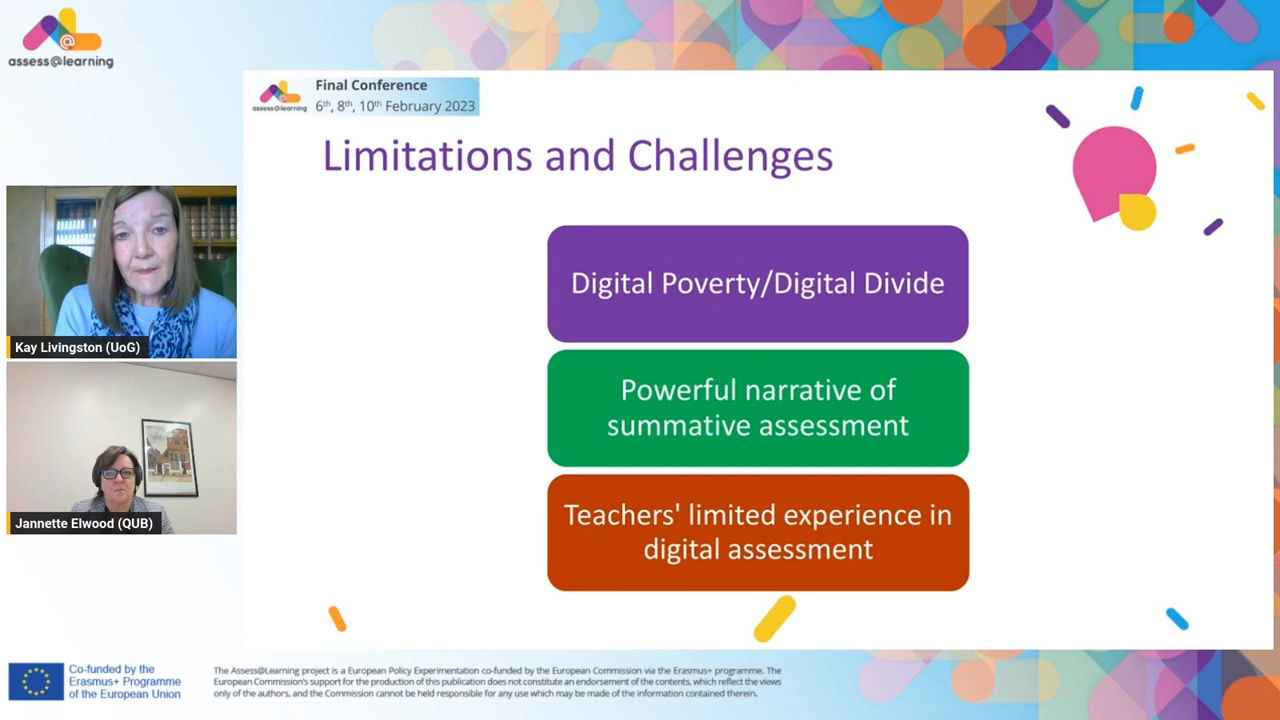 assess@learning
assess@learning
Final Conference
6th, 8th, 10th February 2023
Limitations and Challenges
Digital Poverty/Digital Divide
Powerful narrative of
summative assessment
Teachers' limited experience in
digital assessment
Kay Livingston (UoG)
Jannette Elwood (QUB)
Co-funded by the
Erasmus+ Programme
of the European Union
The Assess@Learning project is a European Policy Experimentation co-funded by the European Commission via the Erasmus+ programme. The
European Commission's support for the production of this publication does not constitute an endorsement of the contents, which reflect the views
only of the authors, and the Commission cannot be held responsible for any use which may be made of the information contained therein.